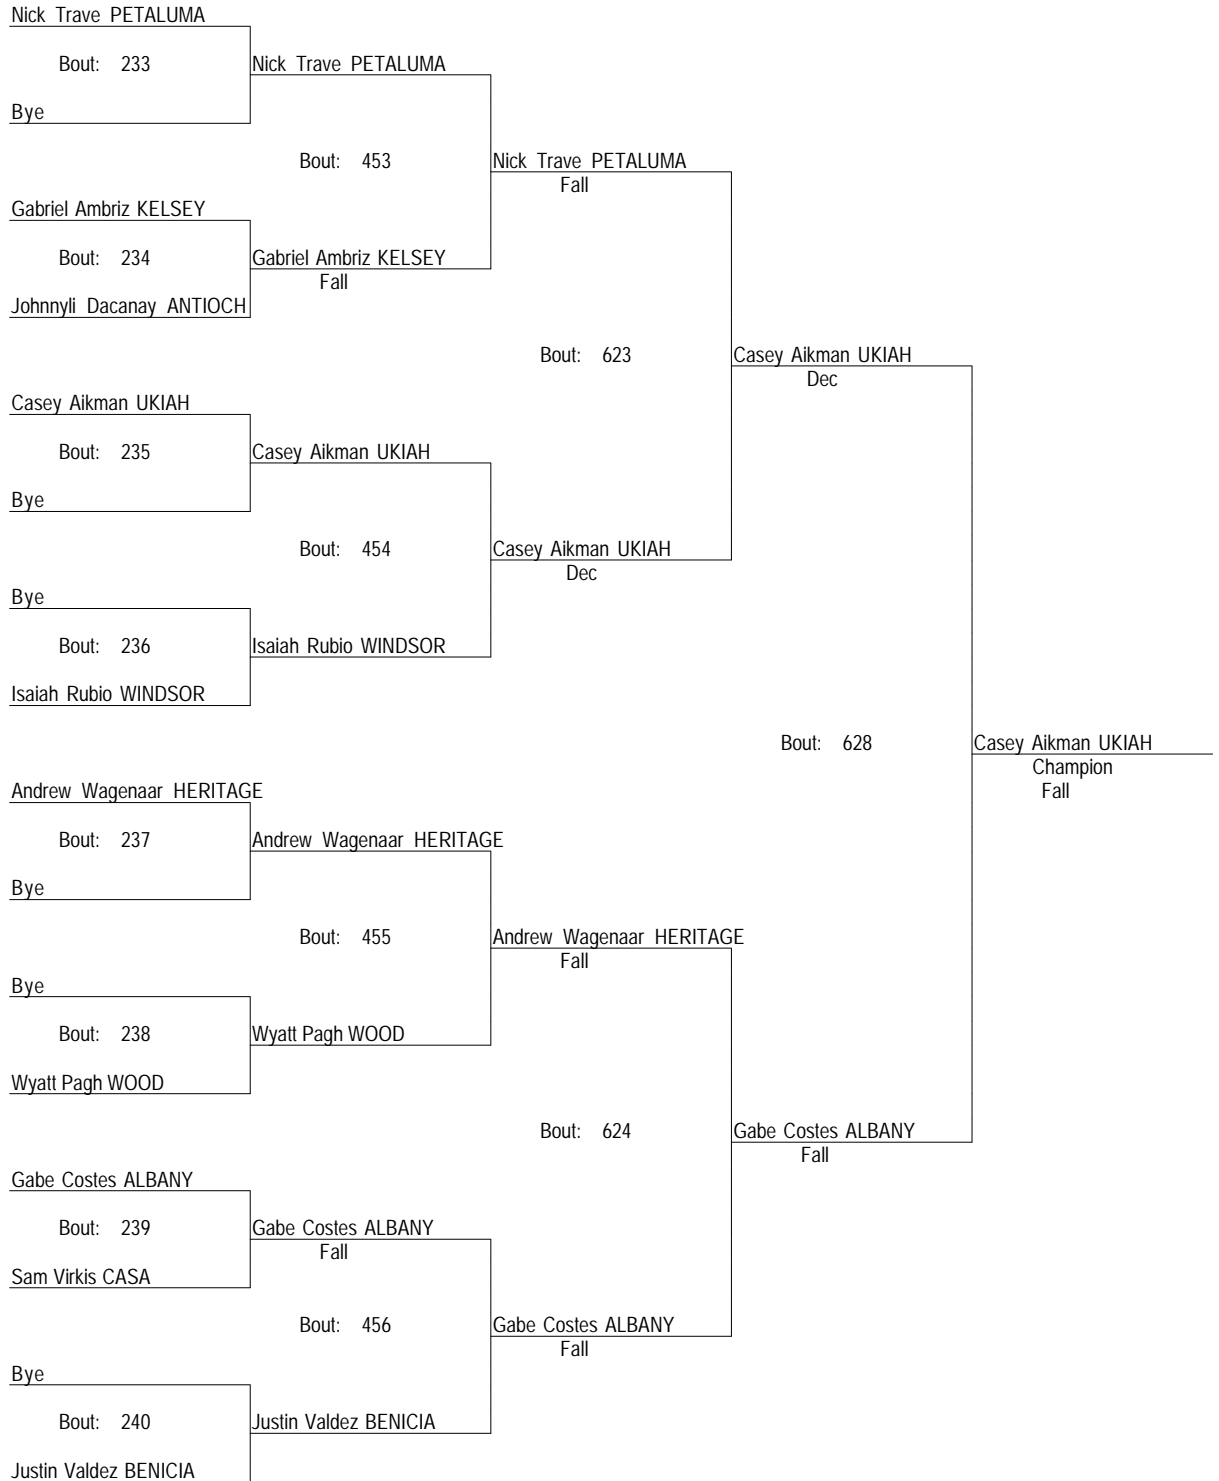 Nick Trave PETALUMA
Bout: 233 Nick Trave PETALUMA
Bye
Bout: 453 Nick Trave PETALUMA
Fall
Gabriel Ambriz KELSEY
Bout: 234 Gabriel Ambriz KELSEY
Fall
Johnnyli Dacanay ANTIOCH
Bout: 623 Casey Aikman UKIAH
Dec
Casey Aikman UKIAH
Bout: 235 Casey Aikman UKIAH
Bye
Bout: 454 Casey Aikman UKIAH
Dec
Bye
Bout: 236 Isaiah Rubio WINDSOR
Isaiah Rubio WINDSOR
Bout: 628 Casey Aikman UKIAH
Champion
Andrew Wagenaar HERITAGE Fall
Bout: 237 Andrew Wagenaar HERITAGE
Bye
Bout: 455 Andrew Wagenaar HERITAGE
Fall
Bye
Bout: 238 Wyatt Pagh WOOD
Wyatt Pagh WOOD
Bout: 624 Gabe Costes ALBANY
Fall
Gabe Costes ALBANY
Bout: 239 Gabe Costes ALBANY
Fall
Sam Virkis CASA
Bout: 456 Gabe Costes ALBANY
Fall
Bye
Bout: 240 Justin Valdez BENICIA
Justin Valdez BENICIA